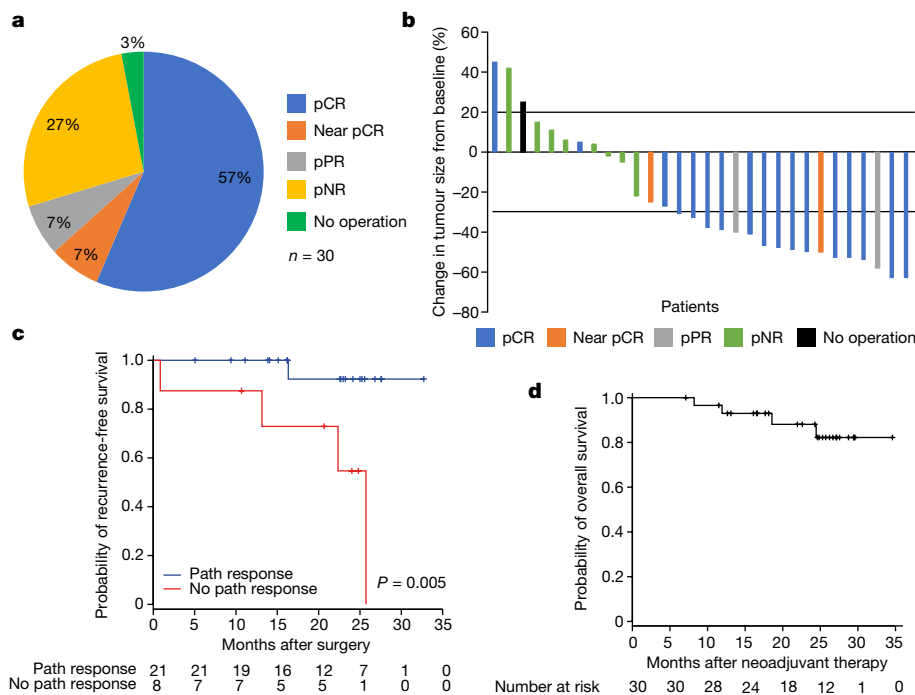 a
3%
27%
57%
7%
7%
pCR
Near pCR
pPR
pNR
No operation
n = 30
b
Change in tumour size from baseline (%)
60
40
20
0
–20
–40
–60
–80
Patients
pCR
Near pCR
pPR
pNR
No operation
c
Probability of recurrence-free survival
1.0
0.8
0.6
0.4
0.2
0
Path response
No path response
P = 0.005
0 5 10 15 20 25 30 35
Months after surgery
Path response 21 21 19 16 12 7 1 0
No path response 8 7 7 5 5 1 0 0
d
Probability of overall survival
1.0
0.8
0.6
0.4
0.2
0
0 5 10 15 20 25 30 35
Months after neoadjuvant therapy
Number at risk 30 30 28 24 18 12 1 0